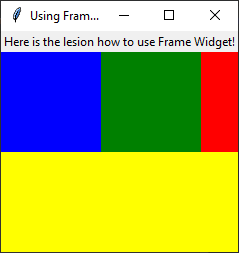 Using Fram...
Here is the lesion how to use Frame Widget!